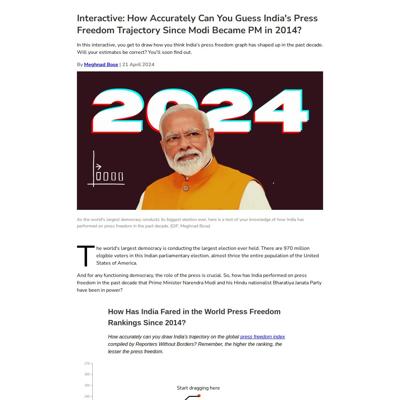 Interactive: How Accurately Can You Guess India's Press
Freedom Trajectory Since Modi Became PM in 2014?
In this interactive, you get to draw how you think India's press freedom graph has shaped up in the past decade.
Will your estimates be correct? You'll soon find out.
By Meghnad Bose | 21 April 2024
2024
As the world's largest democracy conducts its biggest election ever, here is a test of your knowledge of how India has
performed on press freedom in the past decade. (GIF: Meghnad Bose)
The world's largest democracy is conducting the largest election ever held. There are 970 million
eligible voters in this Indian parliamentary election, almost thrice the entire population of the United
States of America.
And for any functioning democracy, the role of the press is crucial. So, how has India performed on press
freedom in the past decade that Prime Minister Narendra Modi and his Hindu nationalist Bharatiya Janata Party
have been in power?
How Has India Fared in the World Press Freedom
Rankings Since 2014?
How accurately can you draw India's trajectory on the global press freedom index
compiled by Reporters Without Borders? Remember, the higher the ranking, the
lesser the press freedom.
Start dragging here